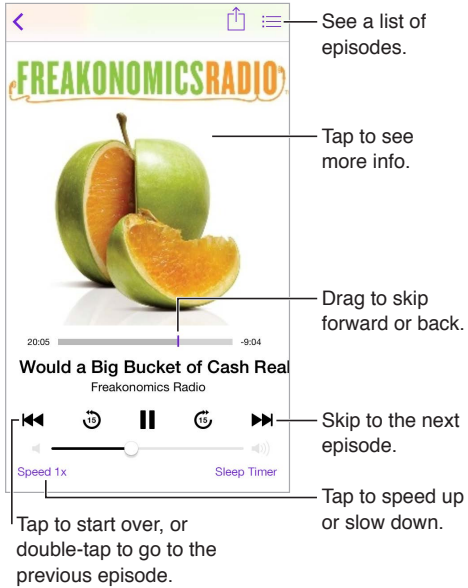 See a list of
episodes.
FREAKONOMICSRADIO
Tap to see
more info.
Drag to skip
forward or back.
20:05
-9:04
Would a Big Bucket of Cash Real
Freakonomics Radio
15
15
Skip to the next
episode.
Speed 1x
Sleep Timer
Tap to speed up
or slow down.
Tap to start over, or
double-tap to go to the
previous episode.